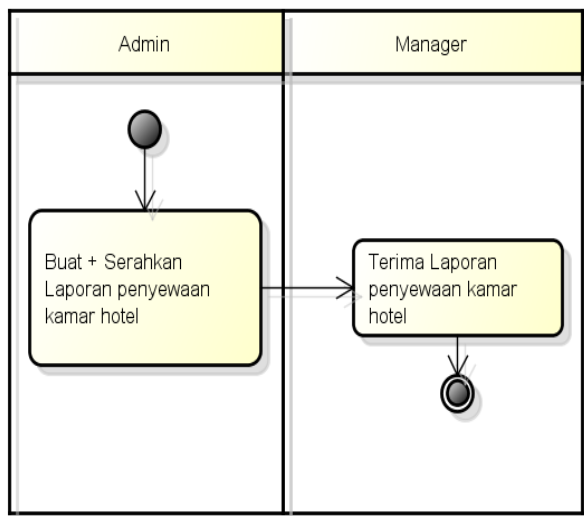 Admin
Manager
Buat + Serahkan
Laporan penyewaan
kamar hotel
Terima Laporan
penyewaan kamar
hotel